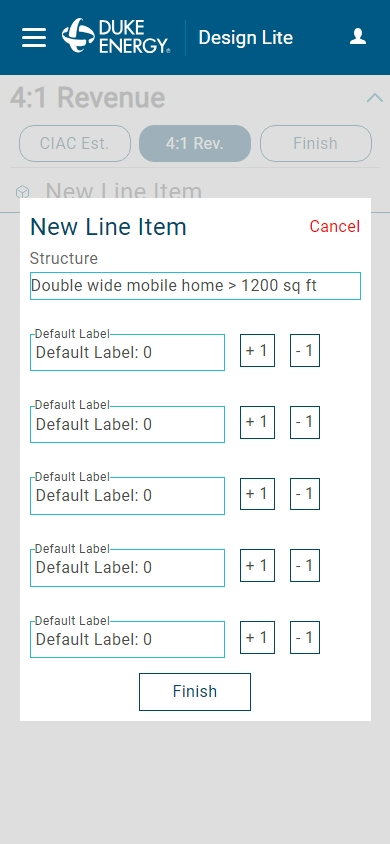 DUKE
ENERGY®
Design Lite
4:1 Revenue
CIAC Est.
4:1 Rev.
Finish
New Line Item
New Line Item
Cancel
Structure
Double wide mobile home > 1200 sq ft
Default Label
Default Label: 0
+ 1
- 1
Default Label
Default Label: 0
+ 1
- 1
Default Label
Default Label: 0
+ 1
- 1
Default Label
Default Label: 0
+ 1
- 1
Default Label
Default Label: 0
+ 1
- 1
Finish